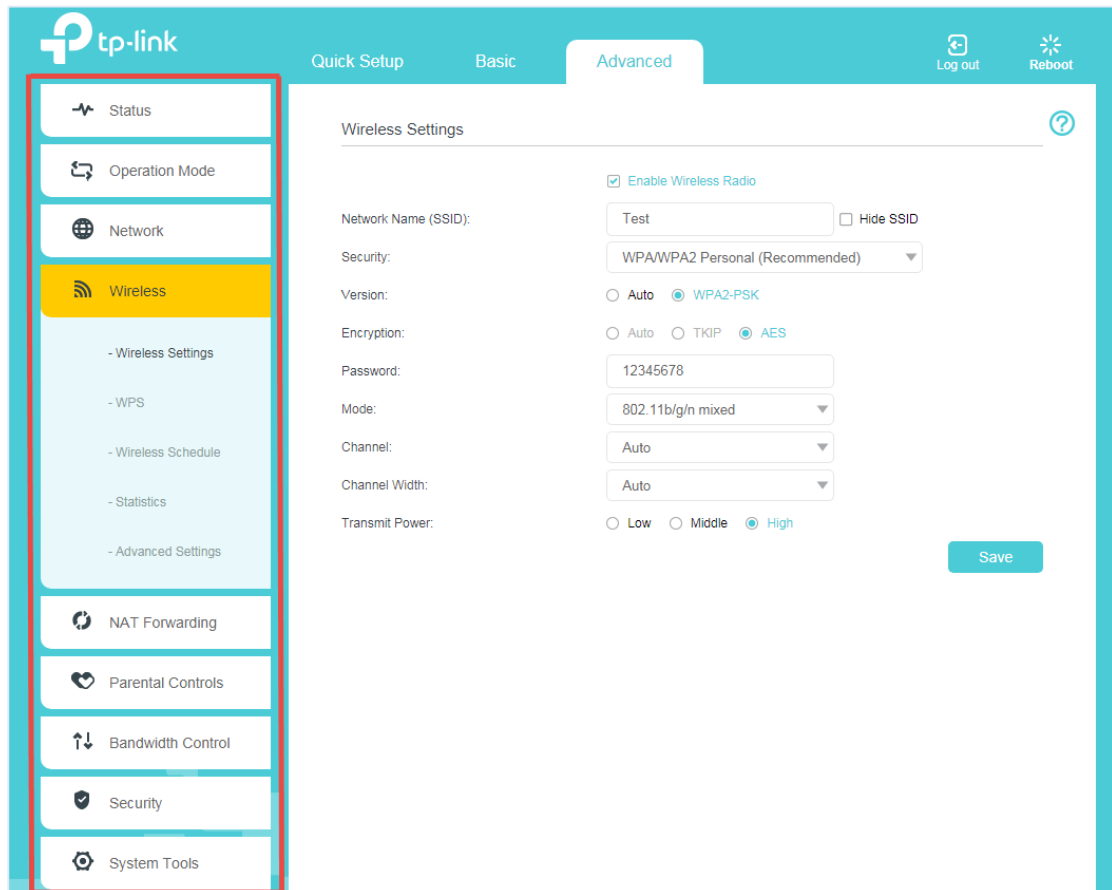 tp-link
Quick Setup Basic Advanced Log out Reboot
Status
Operation Mode
Network
Wireless
- Wireless Settings
- WPS
- Wireless Schedule
- Statistics
- Advanced Settings
NAT Forwarding
Parental Controls
Bandwidth Control
Security
System Tools
Wireless Settings
?
Enable Wireless Radio
Network Name (SSID): Test Hide SSID
Security: WPA/WPA2 Personal (Recommended)
Version: Auto WPA2-PSK
Encryption: Auto TKIP AES
Password: 12345678
Mode: 802.11b/g/n mixed
Channel: Auto
Channel Width: Auto
Transmit Power: Low Middle High
Save